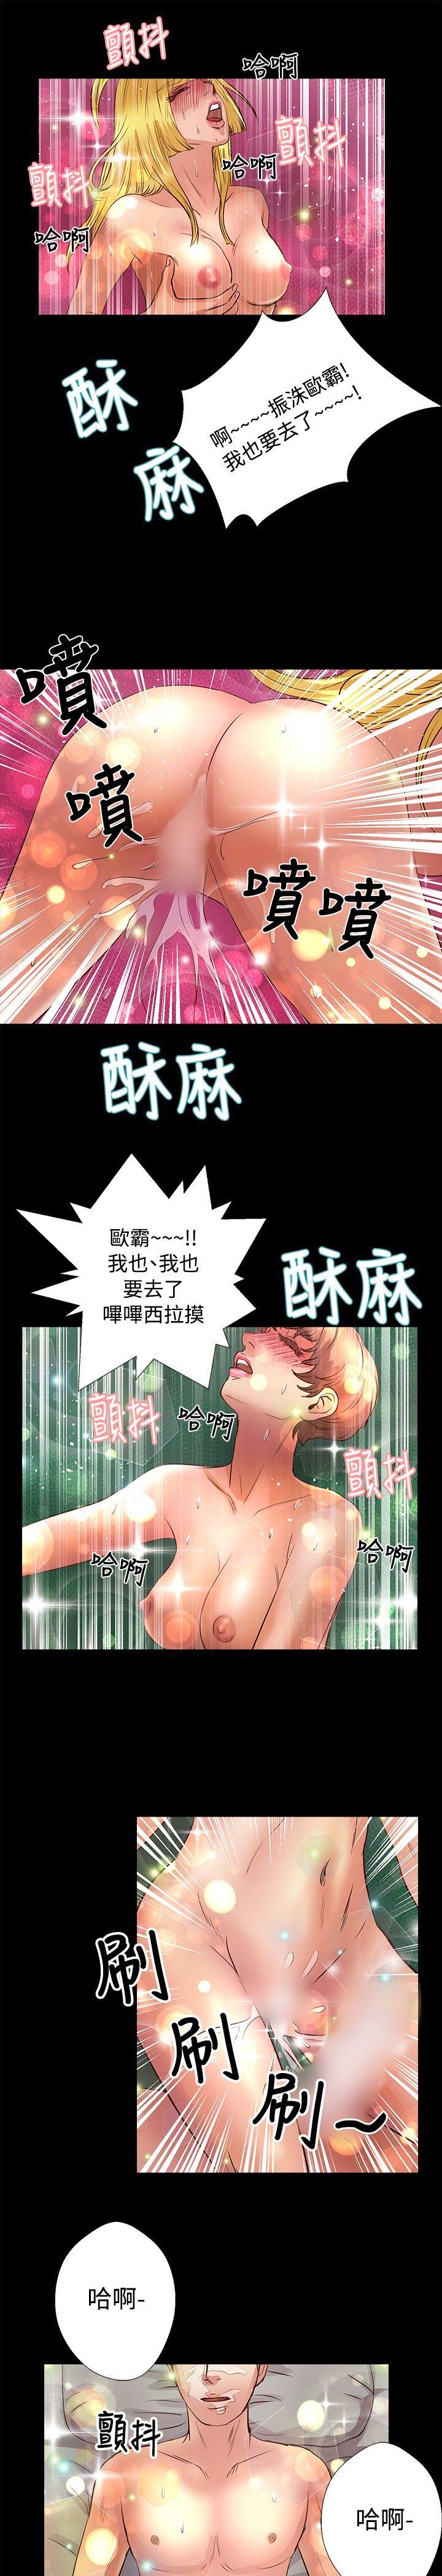 顫抖
哈啊
顫抖
哈啊
顫抖
哈啊
啊~~~~振洙歐霸!
我也要去了~~~~!
酥
麻
噴
噴
噴
噴
酥麻
歐霸~~~!!
我也、我也
要去了
嗶嗶西拉摸
酥麻
顫抖
哈啊
顫抖
哈啊
哈啊
刷
刷
刷~
哈啊-
顫抖
哈啊-